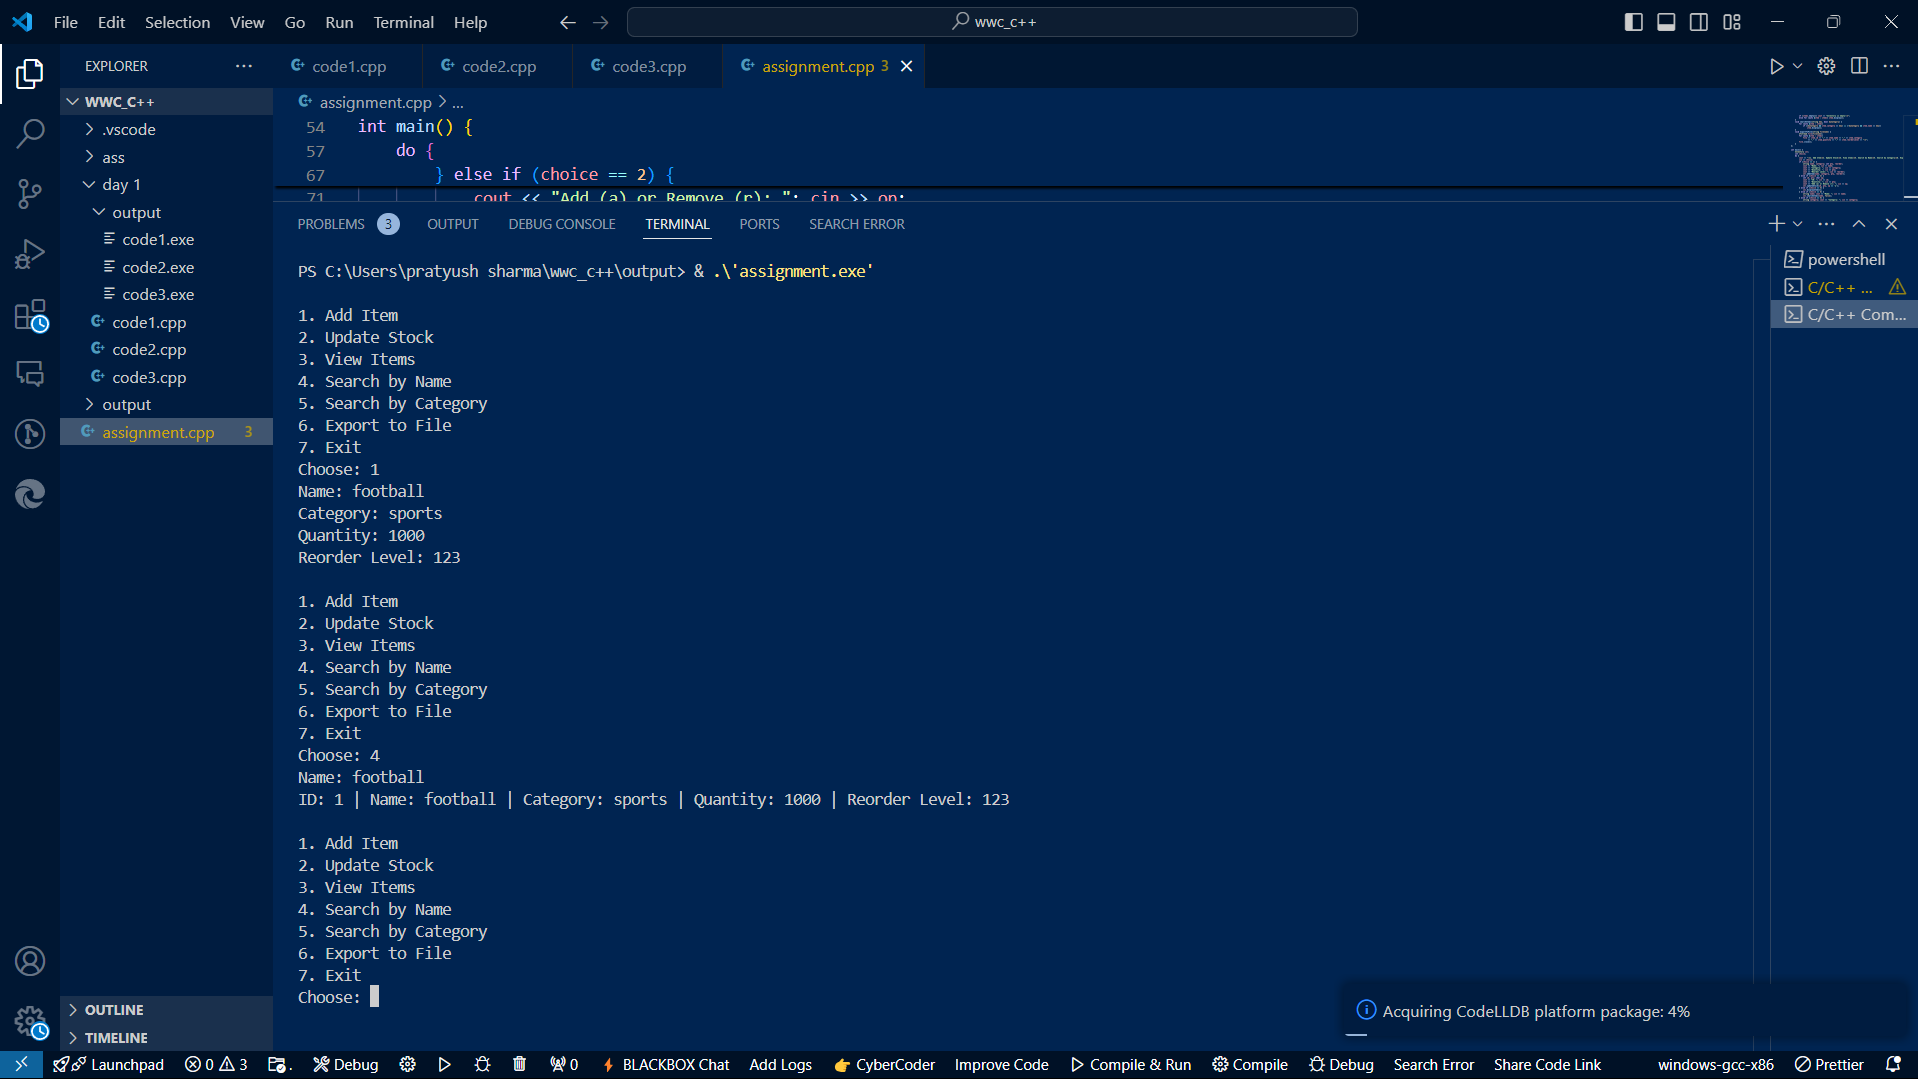 File Edit Selection View Go Run Terminal Help
wwc_c++
EXPLORER
code1.cpp
code2.cpp
code3.cpp
assignment.cpp 3
WWC_C++
.vscode
ass
day 1
output
code1.exe
code2.exe
code3.exe
code1.cpp
code2.cpp
code3.cpp
output
assignment.cpp 3
OUTLINE
TIMELINE
assignment.cpp > ...
54 int main() {
57 do {
67 } else if (choice == 2) {
71 cout << "Add (a) or Remove (r): "; cin >> op;
PROBLEMS 3 OUTPUT DEBUG CONSOLE TERMINAL PORTS SEARCH ERROR
powershell
C/C++ ...
C/C++ Com...
PS C:\Users\pratyush sharma\wwc_c++\output> & .\'assignment.exe'
1. Add Item
2. Update Stock
3. View Items
4. Search by Name
5. Search by Category
6. Export to File
7. Exit
Choose: 1
Name: football
Category: sports
Quantity: 1000
Reorder Level: 123
1. Add Item
2. Update Stock
3. View Items
4. Search by Name
5. Search by Category
6. Export to File
7. Exit
Choose: 4
Name: football
ID: 1 | Name: football | Category: sports | Quantity: 1000 | Reorder Level: 123
1. Add Item
2. Update Stock
3. View Items
4. Search by Name
5. Search by Category
6. Export to File
7. Exit
Choose:
Acquiring CodeLLDB platform package: 4%
Launchpad 0 3 Debug 0 BLACKBOX Chat Add Logs CyberCoder Improve Code Compile & Run Compile Debug Search Error Share Code Link windows-gcc-x86 Prettier